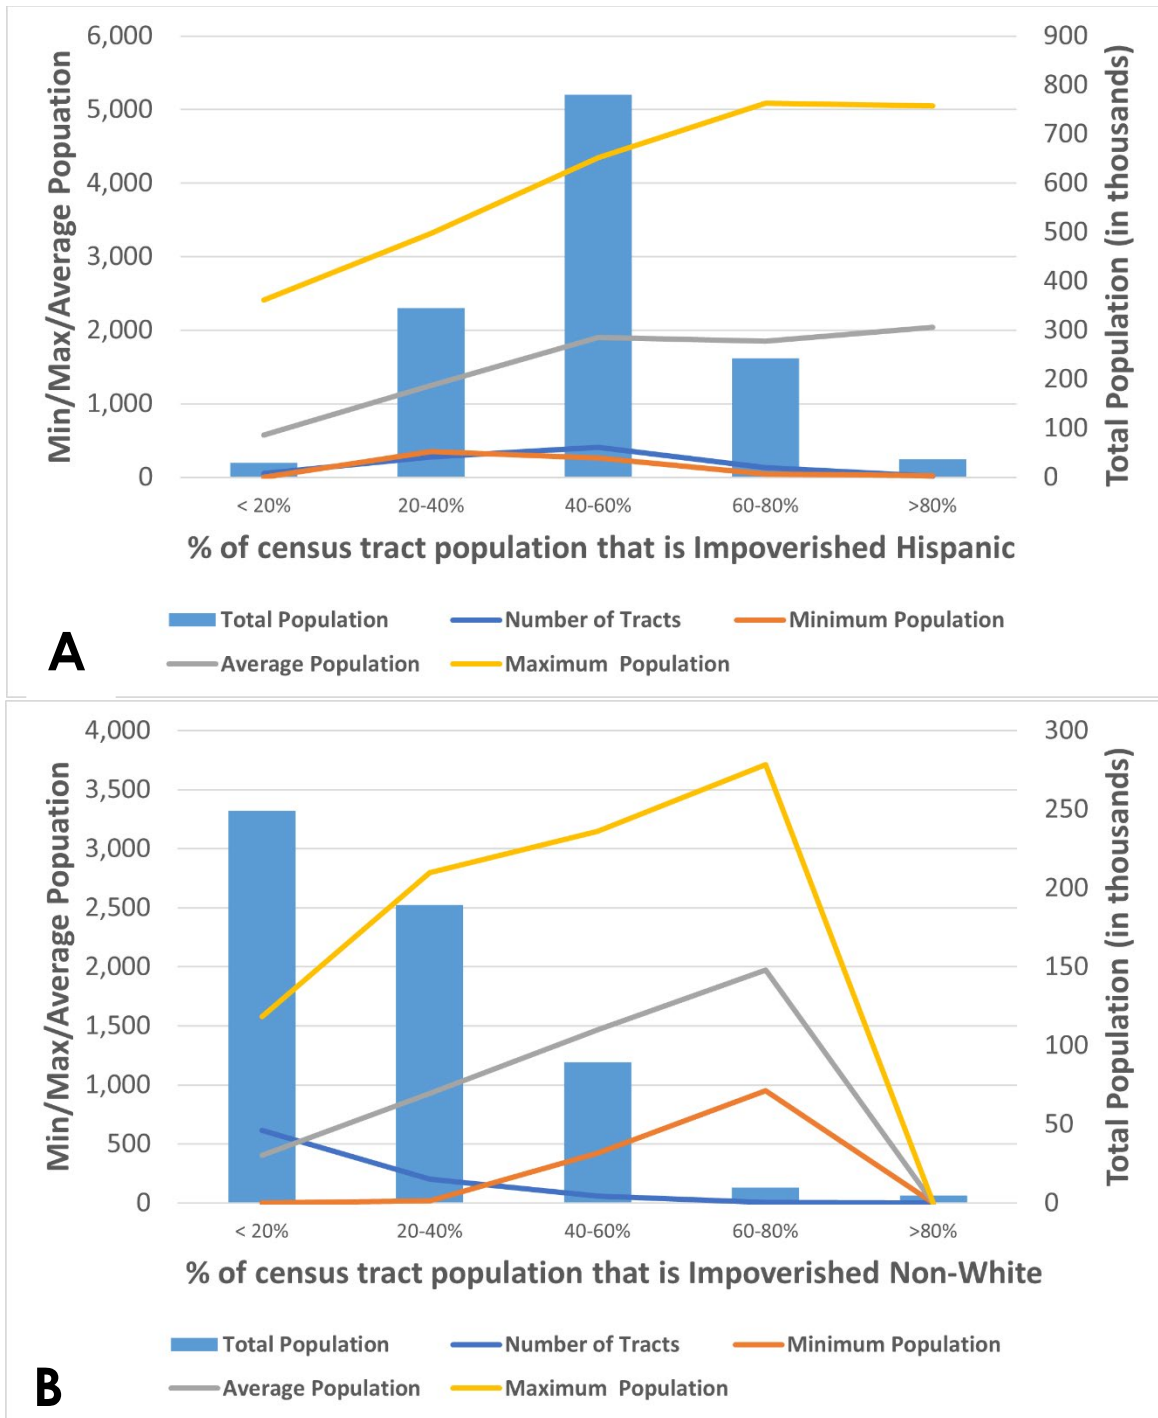 6,000
5,000
4,000
3,000
2,000
1,000
0
Min/Max/Average Popuation
900
800
700
600
500
400
300
200
100
0
Total Population (in thousands)
< 20% 20-40% 40-60% 60-80% >80%
% of census tract population that is Impoverished Hispanic
Total Population Number of Tracts Minimum Population
Average Population Maximum Population
A
4,000
3,500
3,000
2,500
2,000
1,500
1,000
500
0
Min/Max/Average Popuation
300
250
200
150
100
50
0
Total Population (in thousands)
< 20% 20-40% 40-60% 60-80% >80%
% of census tract population that is Impoverished Non-White
Total Population Number of Tracts Minimum Population
Average Population Maximum Population
B